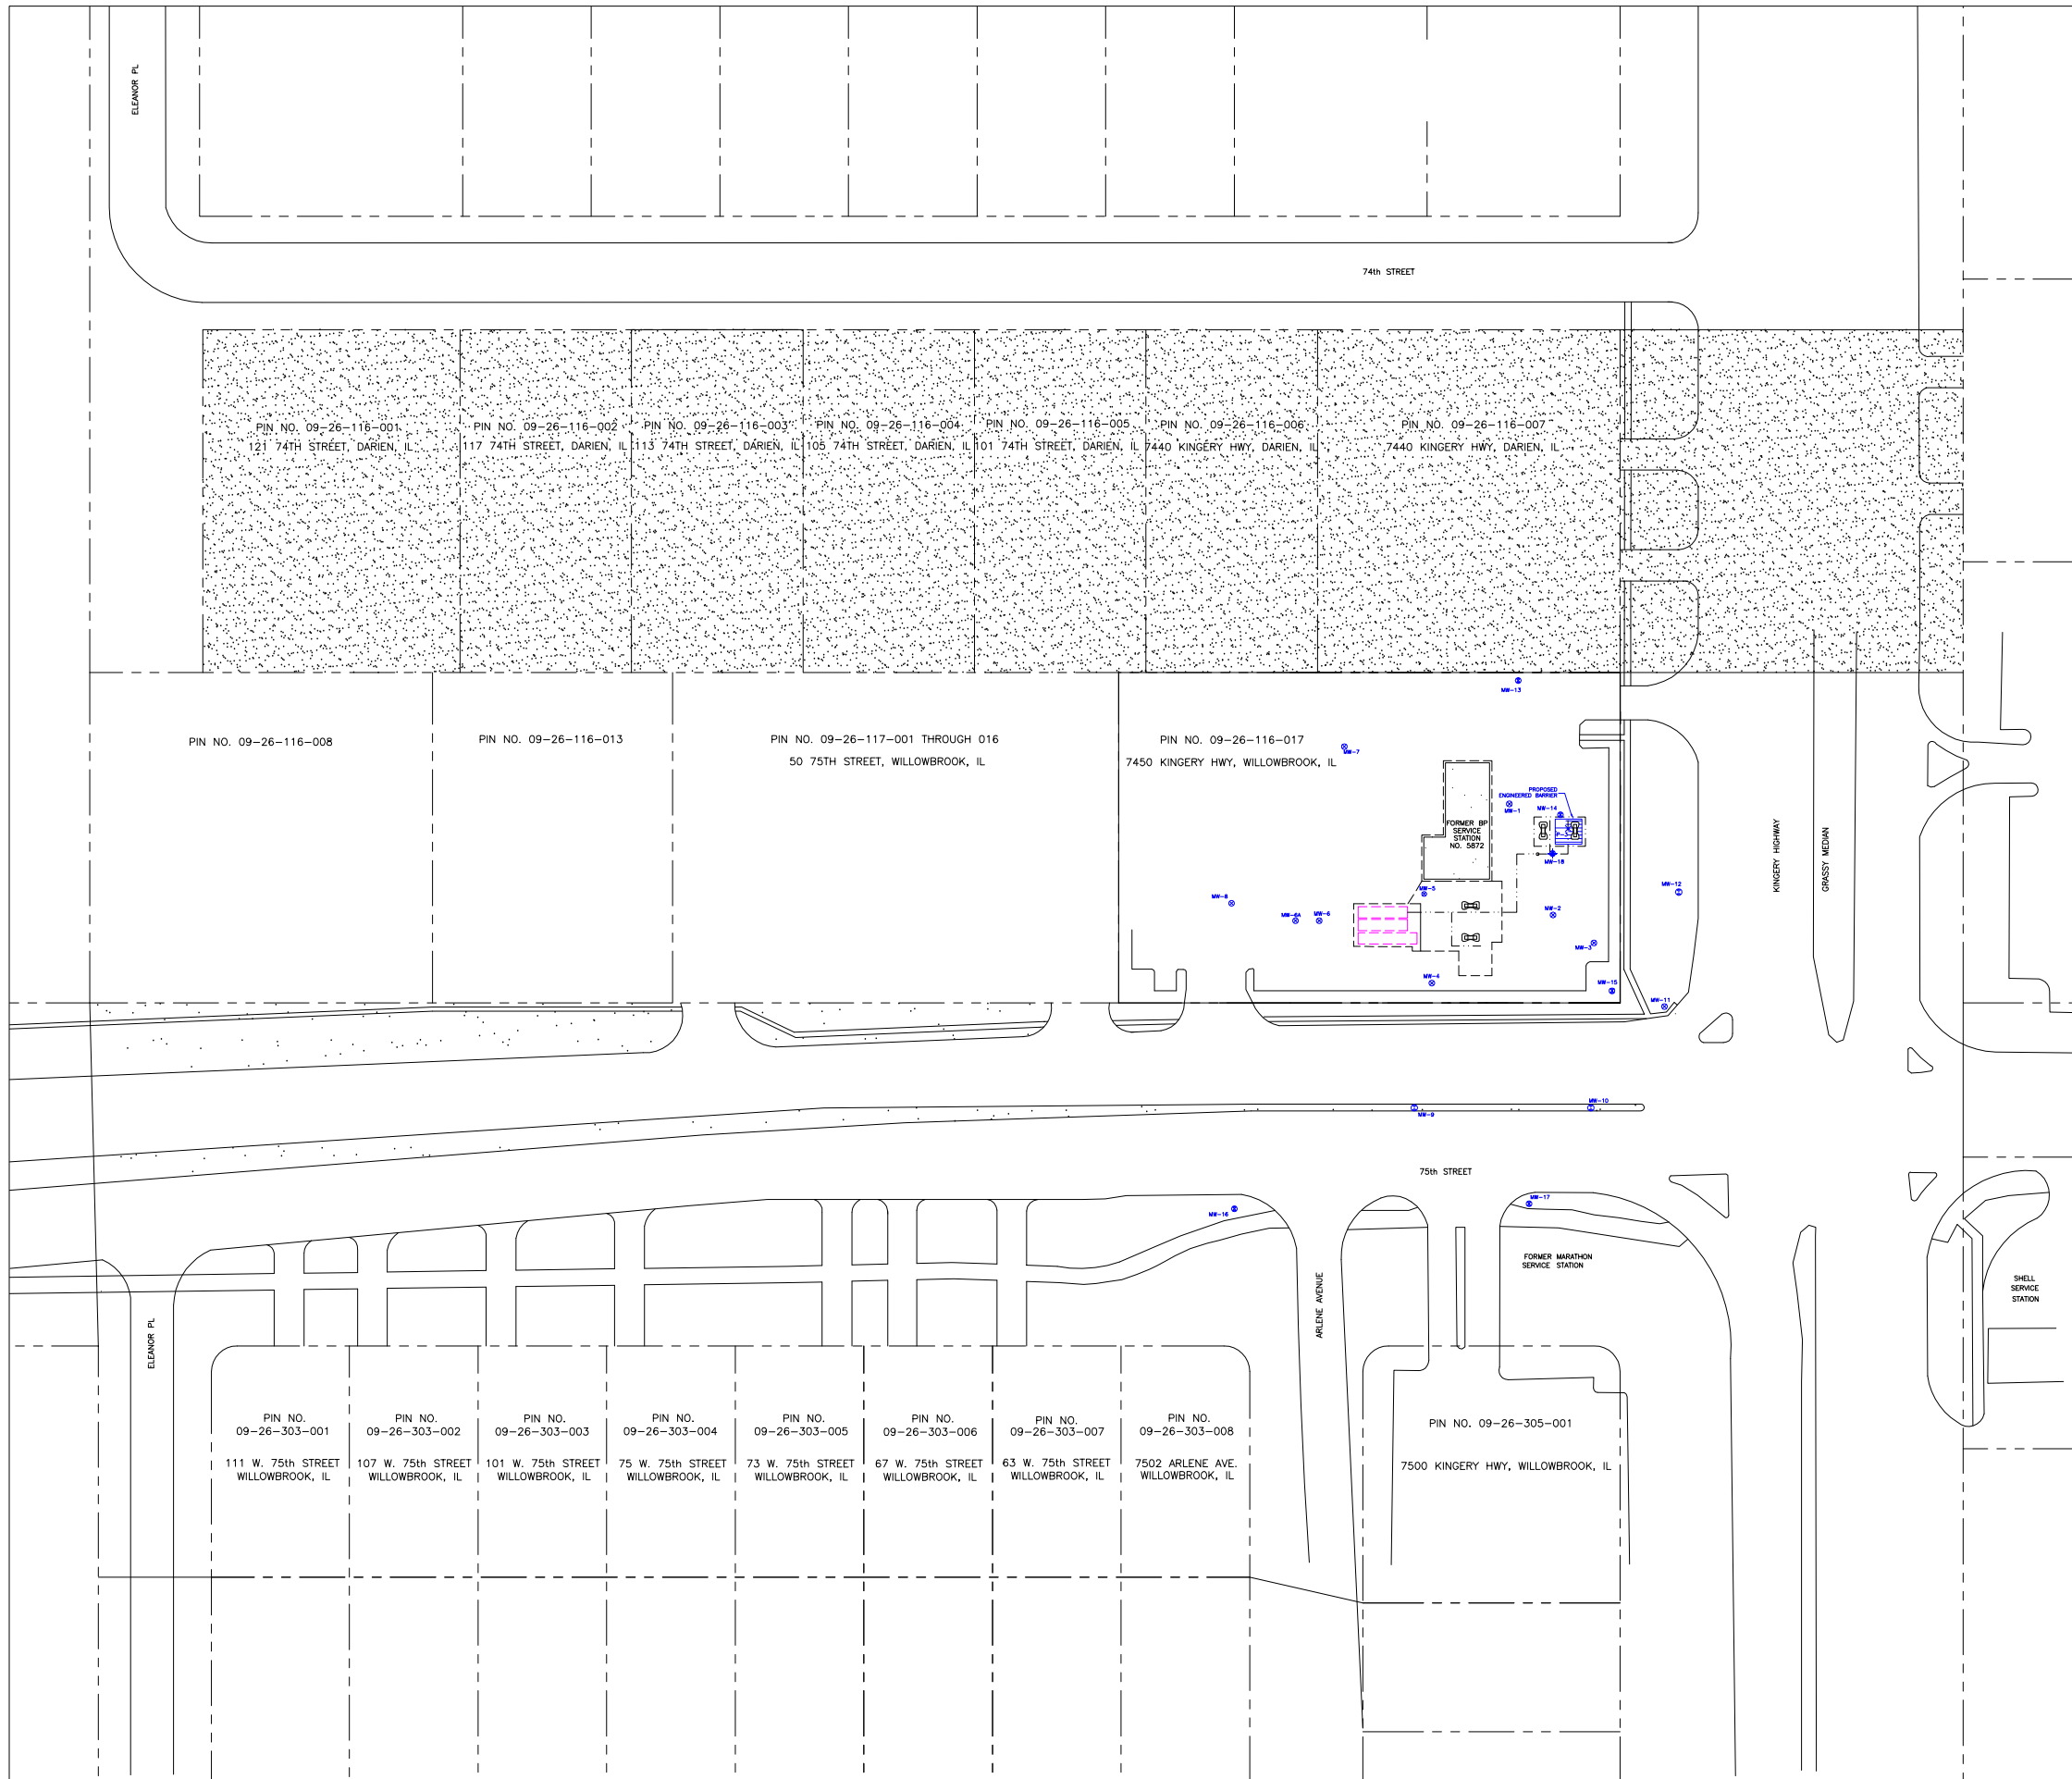 ELEANOR PL
74th STREET
PIN NO. 09-26-116-001
121 74TH STREET, DARIEN, IL
PIN NO. 09-26-116-002
117 74TH STREET, DARIEN, IL
PIN NO. 09-26-116-003
113 74TH STREET, DARIEN, IL
PIN NO. 09-26-116-004
105 74TH STREET, DARIEN, IL
PIN NO. 09-26-116-005
101 74TH STREET, DARIEN, IL
PIN NO. 09-26-116-006
7440 KINGERY HWY, DARIEN, IL
PIN NO. 09-26-116-007
7440 KINGERY HWY, DARIEN, IL
MW-13
PIN NO. 09-26-116-008
PIN NO. 09-26-116-013
PIN NO. 09-26-117-001 THROUGH 016
50 75TH STREET, WILLOWBROOK, IL
PIN NO. 09-26-116-017
7450 KINGERY HWY, WILLOWBROOK, IL
MW-7
PROPOSED
ENGINEERED BARRIER
MW-1
MW-14
FORMER BP
SERVICE
STATION
NO. 5872
MW-18
KINGERY HIGHWAY
GRASSY MEDIAN
MW-12
MW-5
MW-8
MW-6A
MW-6
MW-2
MW-3
MW-4
MW-15
MW-11
MW-9
MW-10
75th STREET
MW-16
MW-17
FORMER MARATHON
SERVICE STATION
SHELL
SERVICE
STATION
ELEANOR PL
ARLENE AVENUE
PIN NO.
09-26-303-001
111 W. 75th STREET
WILLOWBROOK, IL
PIN NO.
09-26-303-002
107 W. 75th STREET
WILLOWBROOK, IL
PIN NO.
09-26-303-003
101 W. 75th STREET
WILLOWBROOK, IL
PIN NO.
09-26-303-004
75 W. 75th STREET
WILLOWBROOK, IL
PIN NO.
09-26-303-005
73 W. 75th STREET
WILLOWBROOK, IL
PIN NO.
09-26-303-006
67 W. 75th STREET
WILLOWBROOK, IL
PIN NO.
09-26-303-007
63 W. 75th STREET
WILLOWBROOK, IL
PIN NO.
09-26-303-008
7502 ARLENE AVE.
WILLOWBROOK, IL
PIN NO. 09-26-305-001
7500 KINGERY HWY, WILLOWBROOK, IL